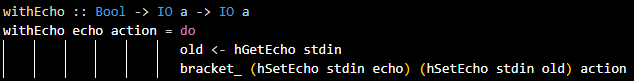 withEcho :: Bool -> IO a -> IO a
withEcho echo action = do
old <- hGetEcho stdin
bracket_ (hSetEcho stdin echo) (hSetEcho stdin old) action